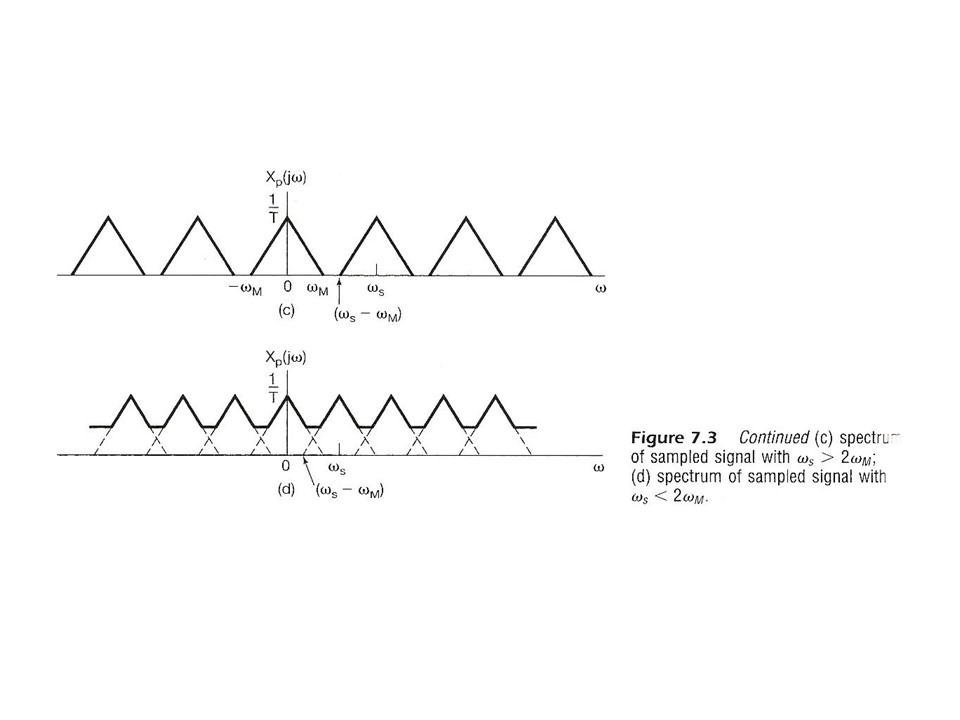 Xp(jω)
1
T
−ωM 0 ωM ωs ω
(c) (ωs − ωM)
Xp(jω)
1
T
0 ωs ω
(d) (ωs − ωM)
Figure 7.3 Continued (c) spectrum
of sampled signal with ωs > 2ωM;
(d) spectrum of sampled signal with
ωs < 2ωM.